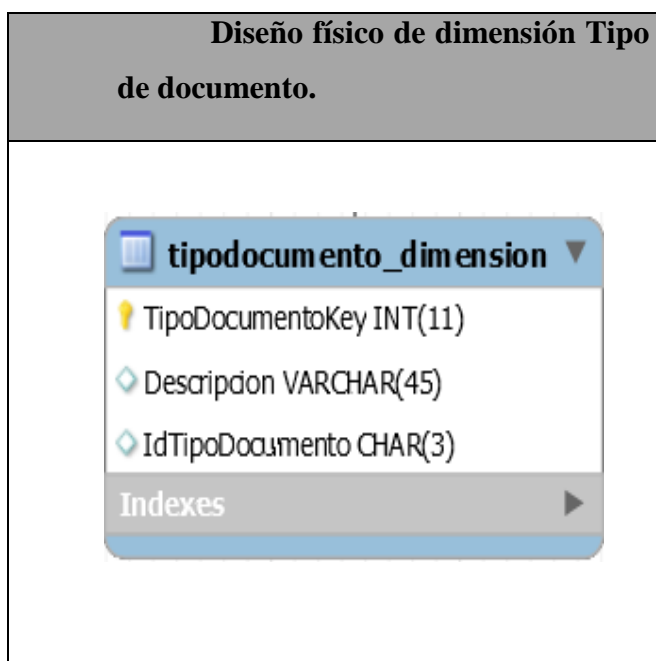 Diseño físico de dimensión Tipo
de documento.
tipodocumento_dimension
TipoDocumentoKey INT(11)
Descripcion VARCHAR(45)
IdTipoDocumento CHAR(3)
Indexes